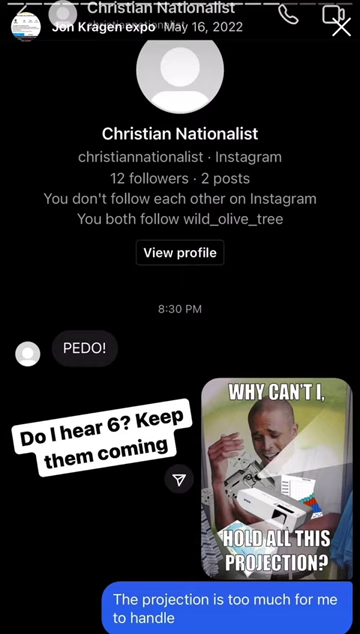 Christian Nationalist
Jon Kragen expo May 16, 2022
Christian Nationalist
christiannationalist · Instagram
12 followers · 2 posts
You don't follow each other on Instagram
You both follow wild_olive_tree
View profile
8:30 PM
PEDO!
Do I hear 6? Keep
them coming
WHY CAN'T I,
HOLD ALL THIS
PROJECTION?
The projection is too much for me
to handle